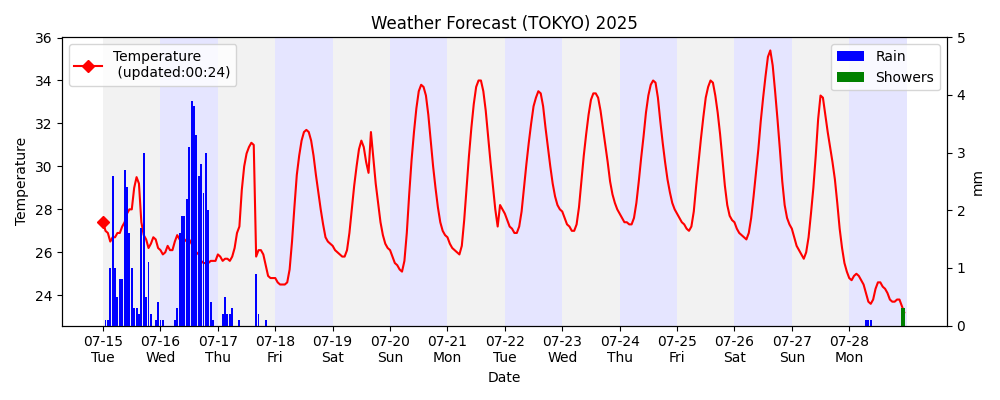 Weather Forecast (TOKYO) 2025
Temperature
(updated:00:24)
Rain
Showers
36
34
32
30
28
26
24
Temperature
5
4
3
2
1
0
mm
07-15 07-16 07-17 07-18 07-19 07-20 07-21 07-22 07-23 07-24 07-25 07-26 07-27 07-28
Tue Wed Thu Fri Sat Sun Mon Tue Wed Thu Fri Sat Sun Mon
Date